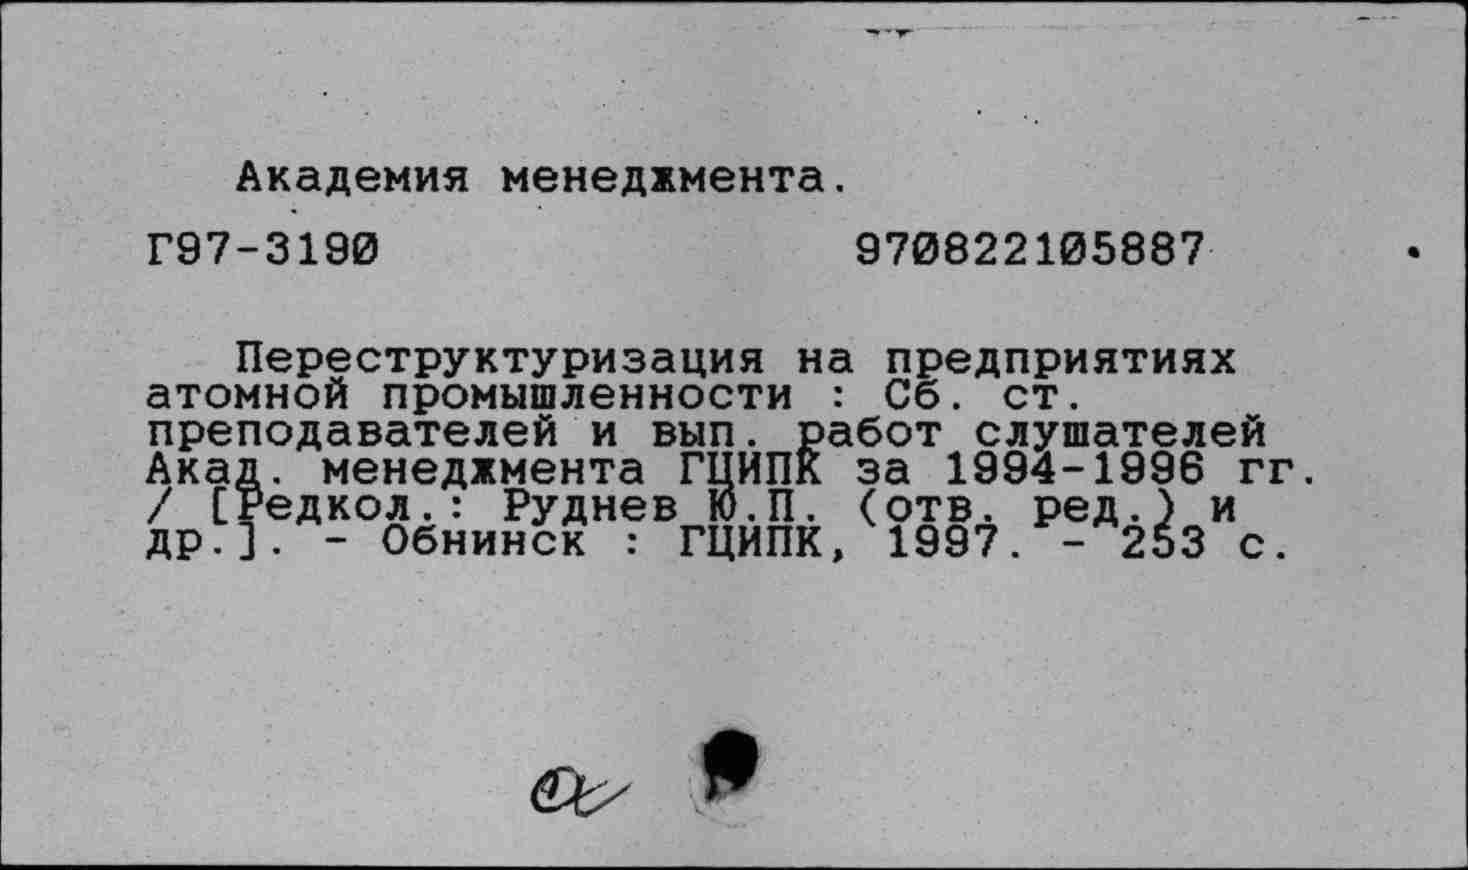 Академия менеджмента.
Г97-3190 970822105887
Переструктуризация на предприятиях
атомной промышленности : Сб. ст.
преподавателей и вып. работ слушателей
Акад. менеджмента ГЦИПК за 1994-1996 гг.
/ [Редкол.: Руднев Ю.П. (отв. ред.) и
др.]. - Обнинск : ГЦИПК, 1997. - 253 с.